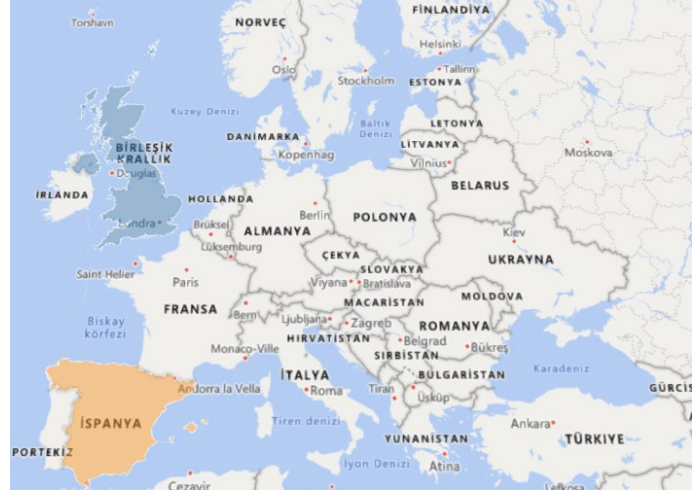 Torshavn
NORVEÇ
FİNLANDİYA
Helsinki
Oslo
Stockholm
Tallinn
ESTONYA
Kuzey Denizi
Baltık
Denizi
LETONYA
DANİMARKA
Kopenhag
LİTVANYA
Vilnius
Moskova
BİRLEŞİK
KRALLIK
Douglas
İRLANDA
HOLLANDA
BELARUS
Londra
Berlin
POLONYA
Brüksel
ALMANYA
Lüksemburg
Kiev
UKRAYNA
ÇEKYA
SLOVAKYA
Saint Helier
Paris
Viyana
Bratislava
MOLDOVA
MACARİSTAN
FRANSA
Bern
Ljubljana
Zagreb
ROMANYA
Biskay
körfezi
HIRVATİSTAN
Belgrad
Bükreş
Monaco-Ville
SIRBİSTAN
İTALYA
BULGARİSTAN
Karadeniz
Andorra la Vella
Roma
Tiran
Üsküp
GÜRCİS
İSPANYA
Tiren denizi
Ankara
TÜRKIYE
PORTEKİZ
YUNANİSTAN
İyon Denizi
Atina
Cezayir
Lefkoşa